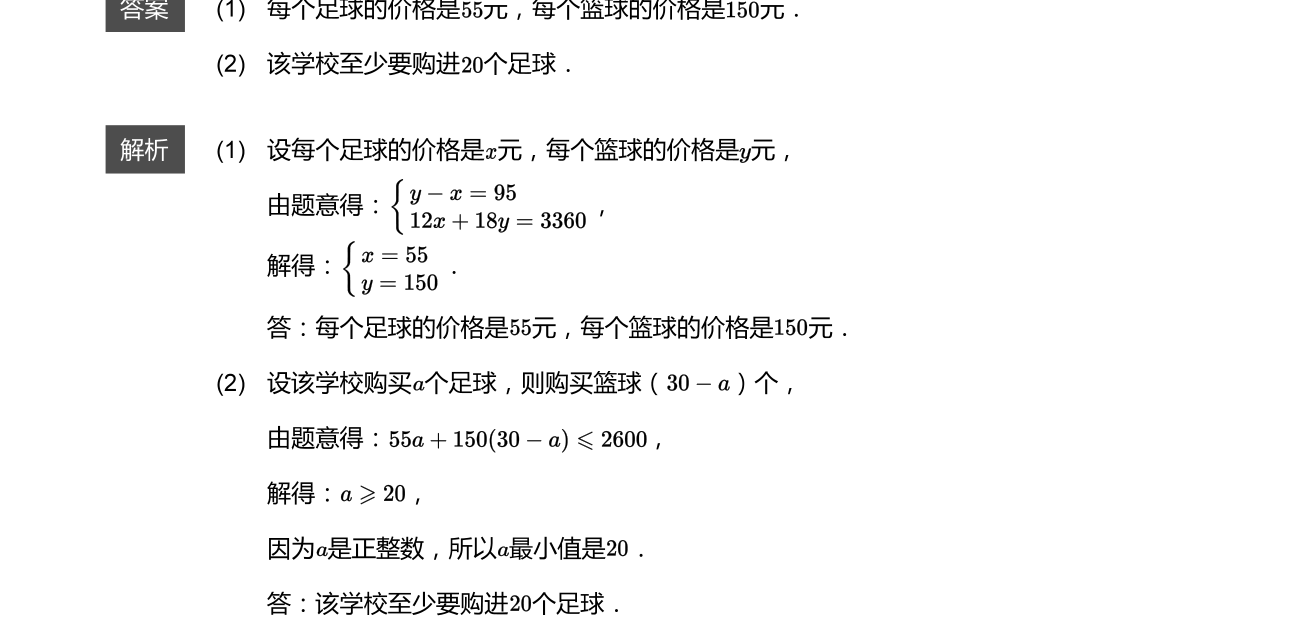 答案 (1) 每个足球的价格是55元，每个篮球的价格是150元．
(2) 该学校至少要购进20个足球．
解析 (1) 设每个足球的价格是x元，每个篮球的价格是y元，
由题意得：{y − x = 95
12x + 18y = 3360，
解得：{x = 55
y = 150．
答：每个足球的价格是55元，每个篮球的价格是150元．
(2) 设该学校购买a个足球，则购买篮球（30 − a）个，
由题意得：55a + 150(30 − a) ⩽ 2600，
解得：a ⩾ 20，
因为a是正整数，所以a最小值是20．
答：该学校至少要购进20个足球．